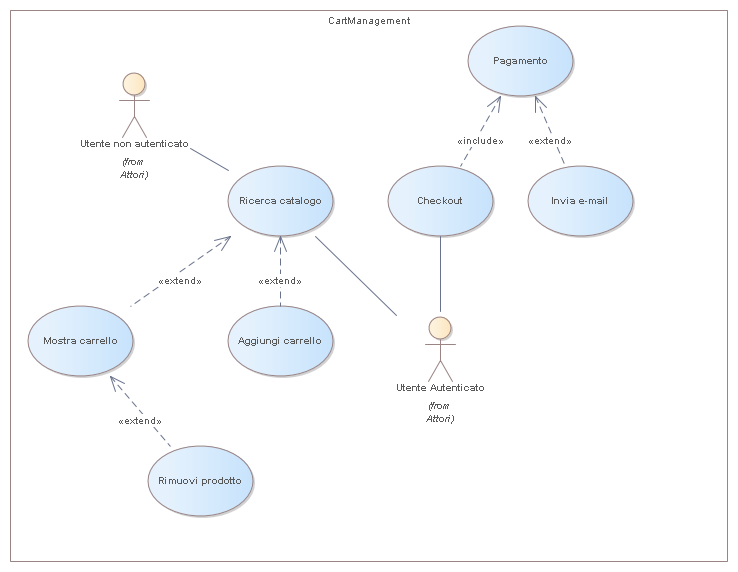 CartManagement
Pagamento
Utente non autenticato
(from
Attori)
«include»
«extend»
Ricerca catalogo
Checkout
Invia e-mail
«extend»
«extend»
Mostra carrello
Aggiungi carrello
Utente Autenticato
(from
Attori)
«extend»
Rimuovi prodotto